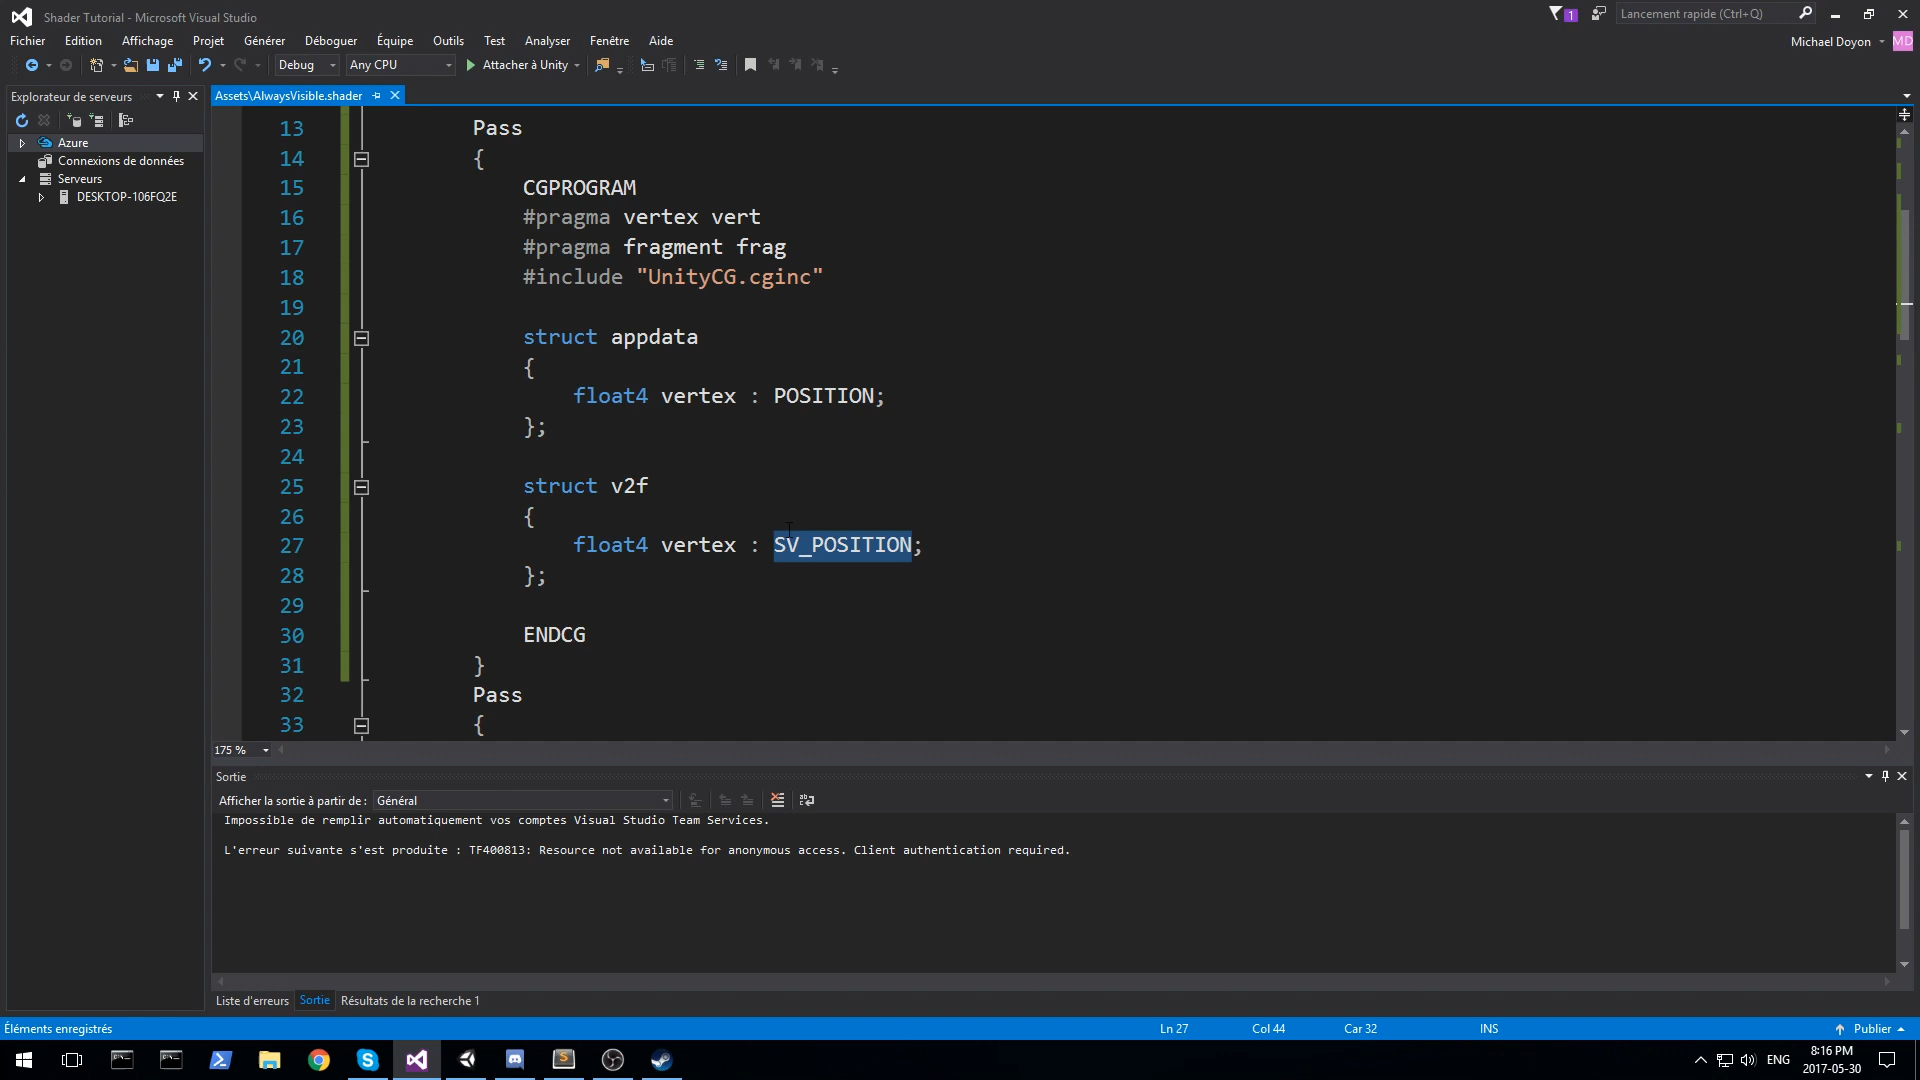 Shader Tutorial - Microsoft Visual Studio
1
Lancement rapide (Ctrl+Q)
Fichier Edition Affichage Projet Générer Déboguer Équipe Outils Test Analyser Fenêtre Aide
Michael Doyon MD
Debug Any CPU Attacher à Unity
Explorateur de serveurs
Assets\AlwaysVisible.shader
Azure
Connexions de données
Serveurs
DESKTOP-106FQ2E
13 Pass
14 {
15 CGPROGRAM
16 #pragma vertex vert
17 #pragma fragment frag
18 #include "UnityCG.cginc"
19
20 struct appdata
21 {
22 float4 vertex : POSITION;
23 };
24
25 struct v2f
26 {
27 float4 vertex : SV_POSITION;
28 };
29
30 ENDCG
31 }
32 Pass
33 {
175 %
Sortie
Afficher la sortie à partir de : Général
Impossible de remplir automatiquement vos comptes Visual Studio Team Services.
L'erreur suivante s'est produite : TF400813: Resource not available for anonymous access. Client authentication required.
Liste d'erreurs Sortie Résultats de la recherche 1
Éléments enregistrés Ln 27 Col 44 Car 32 INS Publier
ENG
8:16 PM
2017-05-30